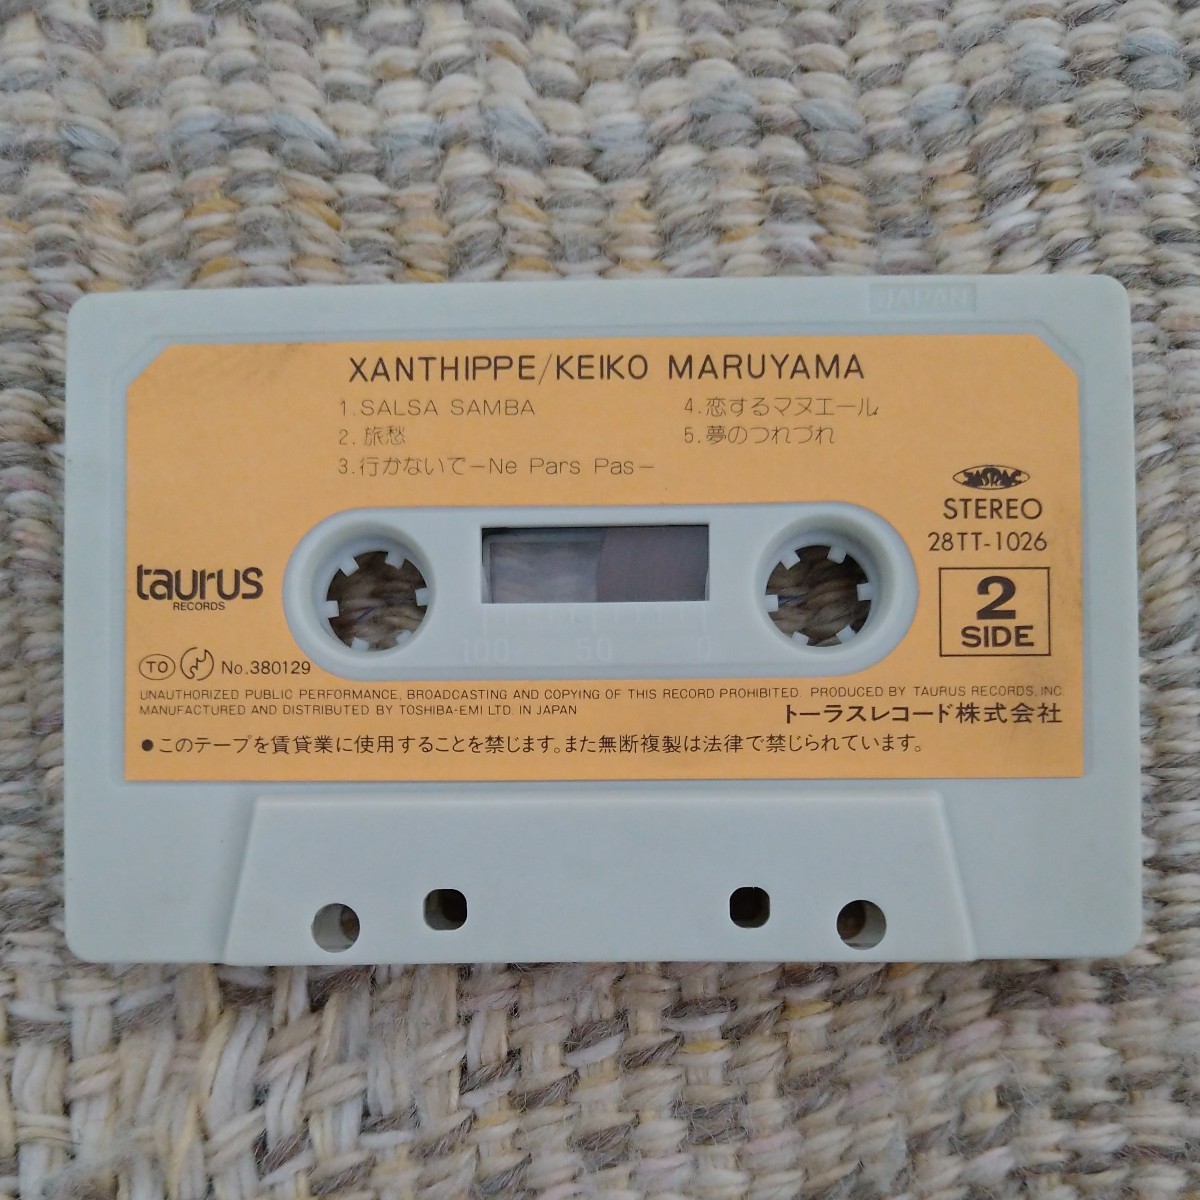 JAPAN
XANTHIPPE/KEIKO MARUYAMA
1.SALSA SAMBA
2.旅愁
3.行かないで–Ne Pars Pas–
4.恋するマヌエール
5.夢のつれづれ
JASRAC
STEREO
28TT-1026
2
SIDE
taurus
RECORDS
100 50 0
TO No.380129
UNAUTHORIZED PUBLIC PERFORMANCE, BROADCASTING AND COPYING OF THIS RECORD PROHIBITED. PRODUCED BY TAURUS RECORDS, INC.
MANUFACTURED AND DISTRIBUTED BY TOSHIBA-EMI LTD. IN JAPAN
トーラスレコード株式会社
●このテープを賃貸業に使用することを禁じます。また無断複製は法律で禁じられています。